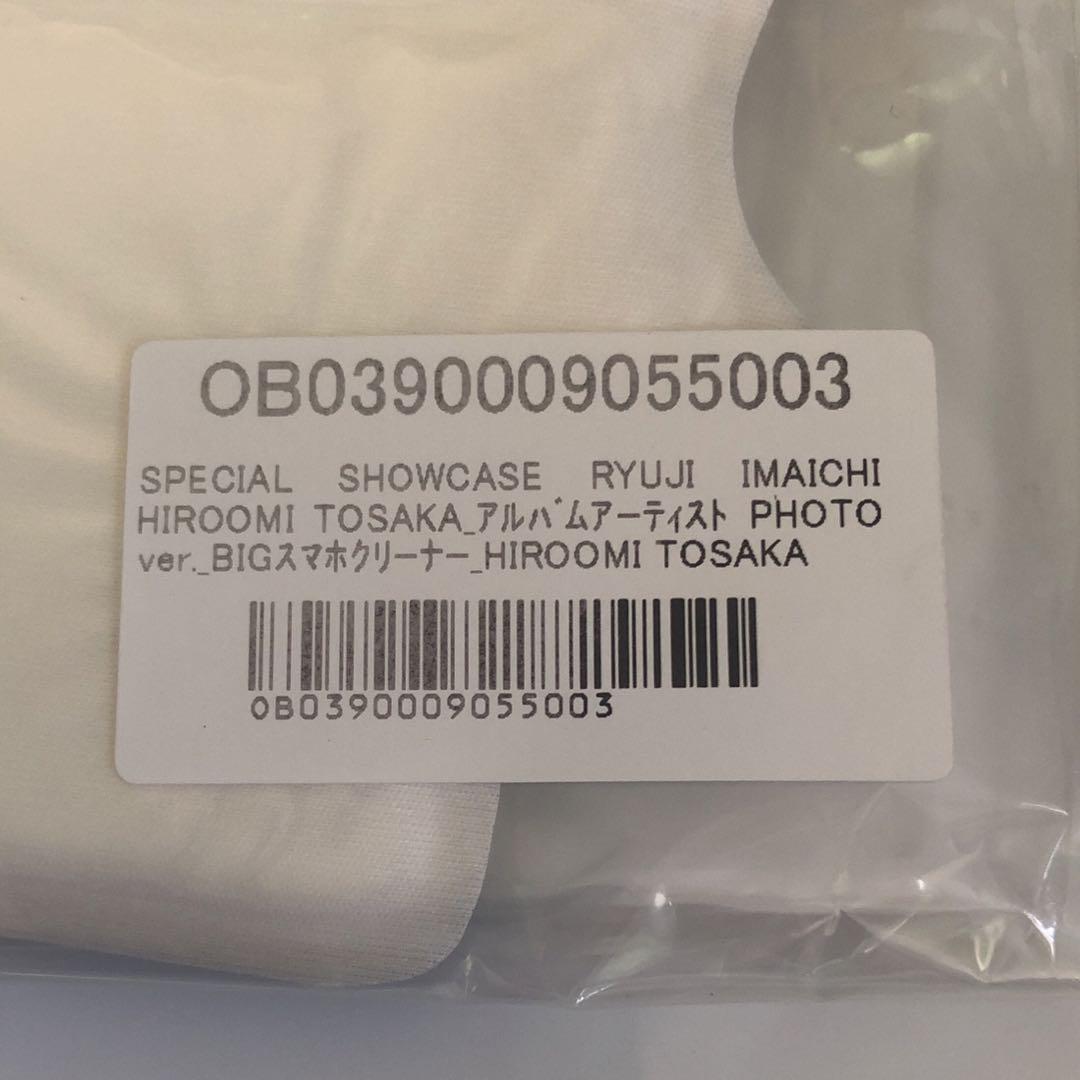 OB0390009055003
SPECIAL SHOWCASE RYUJI IMAICHI
HIROOMI TOSAKA_アルバムアーティスト PHOTO
ver._BIGスマホクリーナー_HIROOMI TOSAKA
OB0390009055003